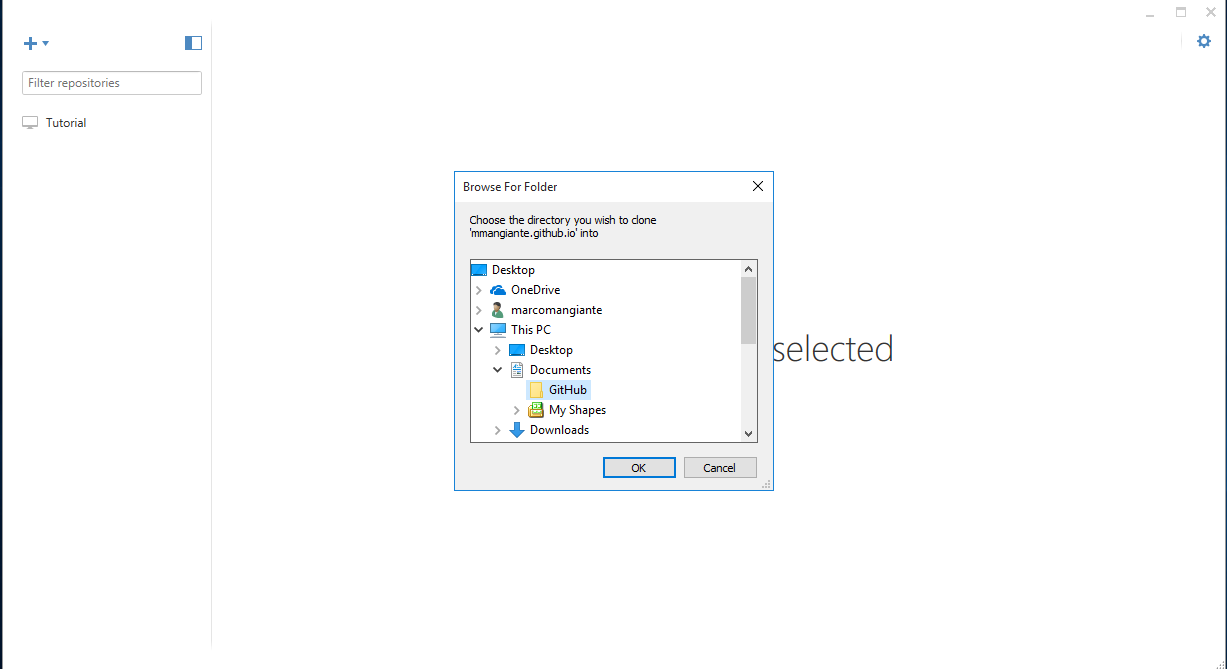 Filter repositories
Tutorial
selected
Browse For Folder
Choose the directory you wish to clone
'mmangiante.github.io' into
Desktop
OneDrive
marcomangiante
This PC
Desktop
Documents
GitHub
My Shapes
Downloads
OK
Cancel